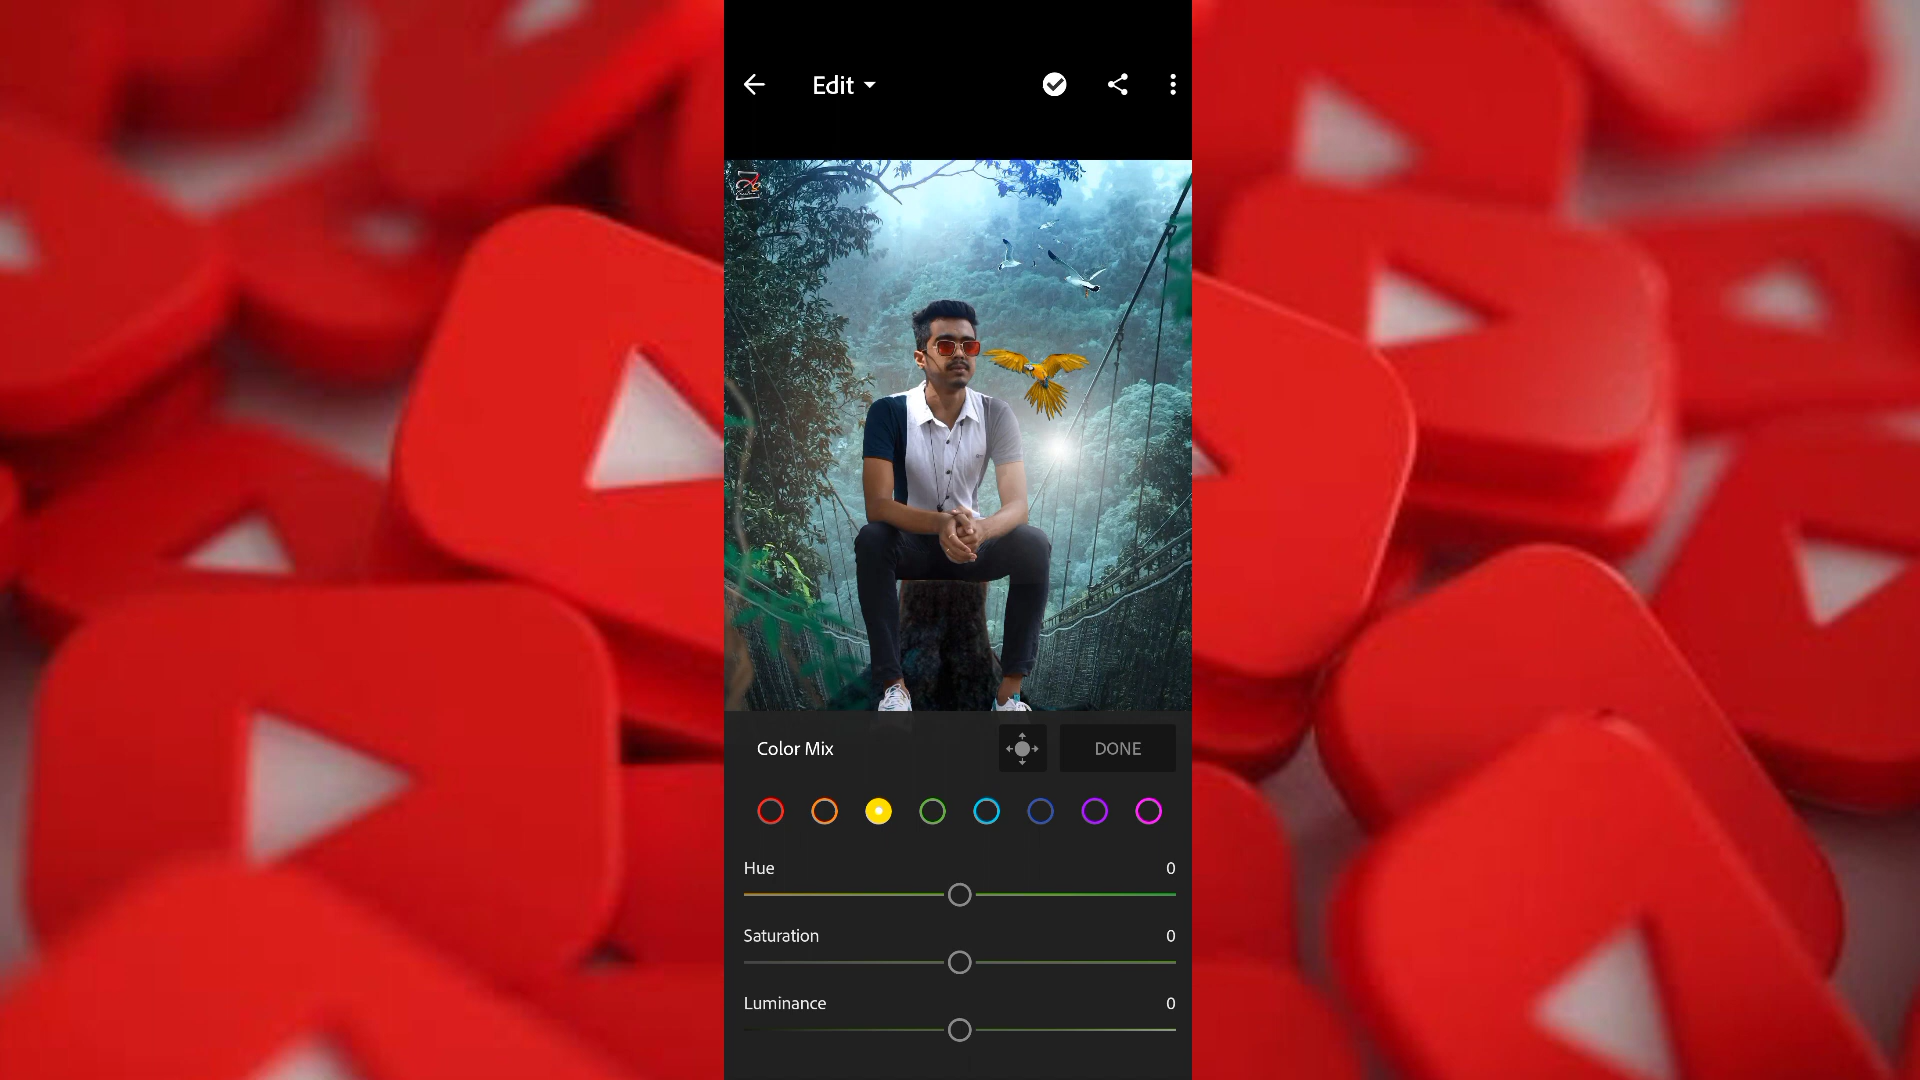 Edit
Color Mix
DONE
Hue 0
Saturation 0
Luminance 0